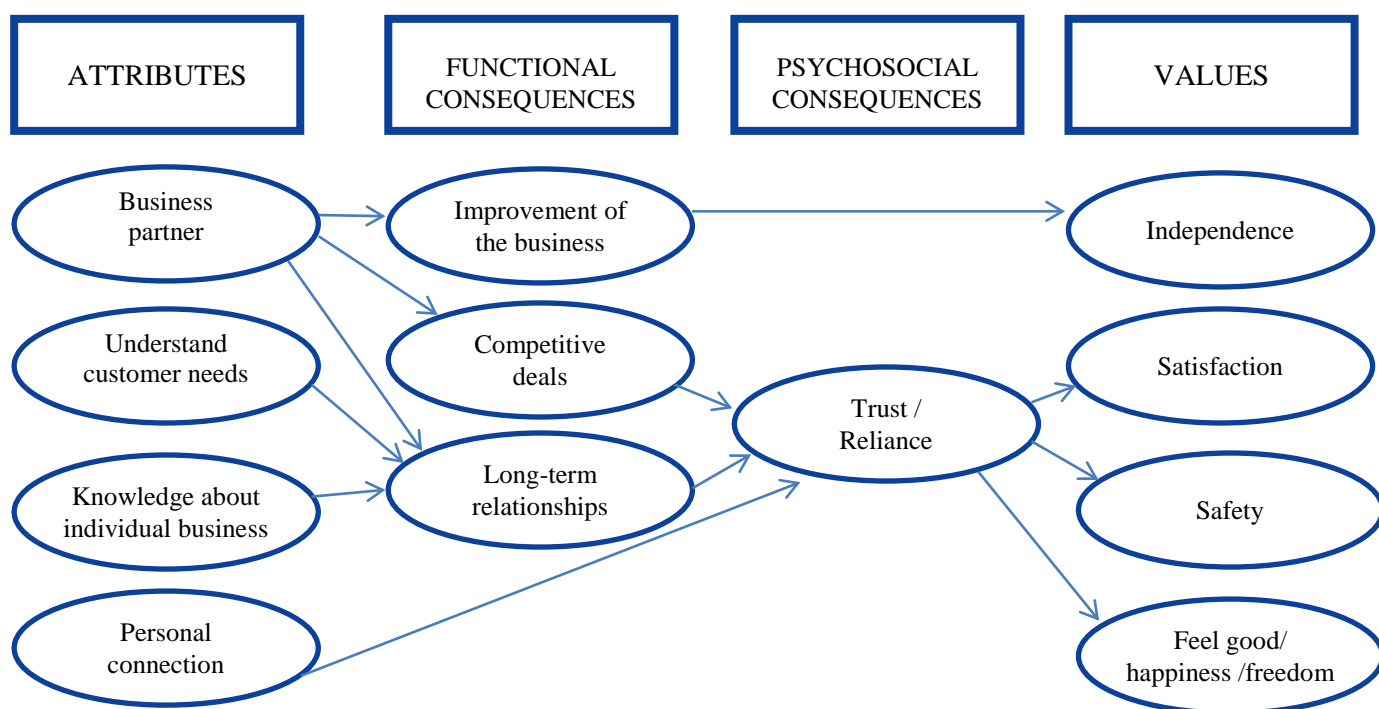 ATTRIBUTES
FUNCTIONAL
CONSEQUENCES
PSYCHOSOCIAL
CONSEQUENCES
VALUES
Business
partner
Improvement of
the business
Independence
Understand
customer needs
Competitive
deals
Satisfaction
Trust /
Reliance
Knowledge about
individual business
Long-term
relationships
Safety
Personal
connection
Feel good/
happiness /freedom